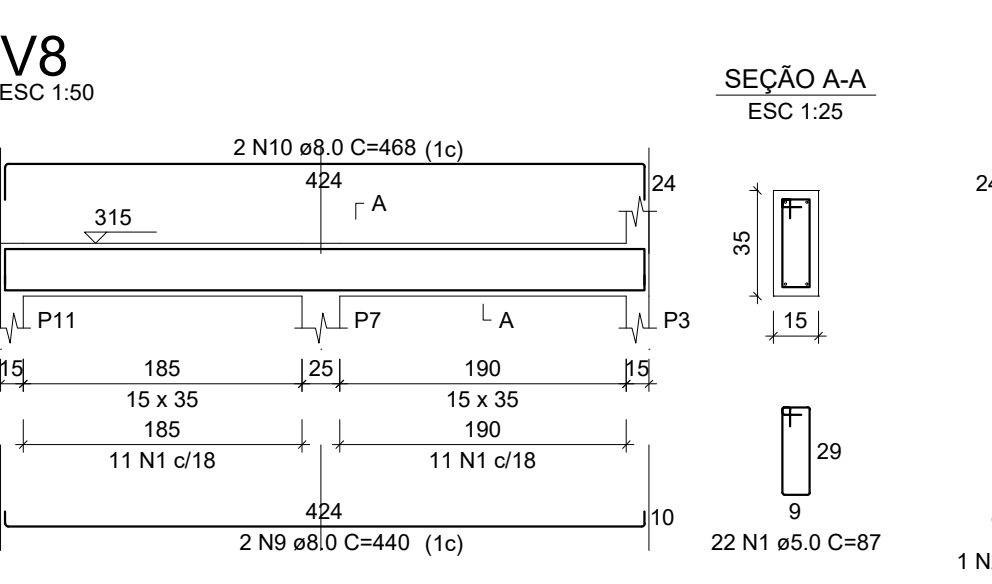 V8
ESC 1:50
SEÇÃO A-A
ESC 1:25
2 N10 ø8.0 C=468 (1c)
424
24
24
A
315
35
P11
P7
A
P3
15
15
185
25
190
15
15 x 35
15 x 35
185
190
11 N1 c/18
11 N1 c/18
29
424
10
9
2 N9 ø8.0 C=440 (1c)
22 N1 ø5.0 C=87
1 N